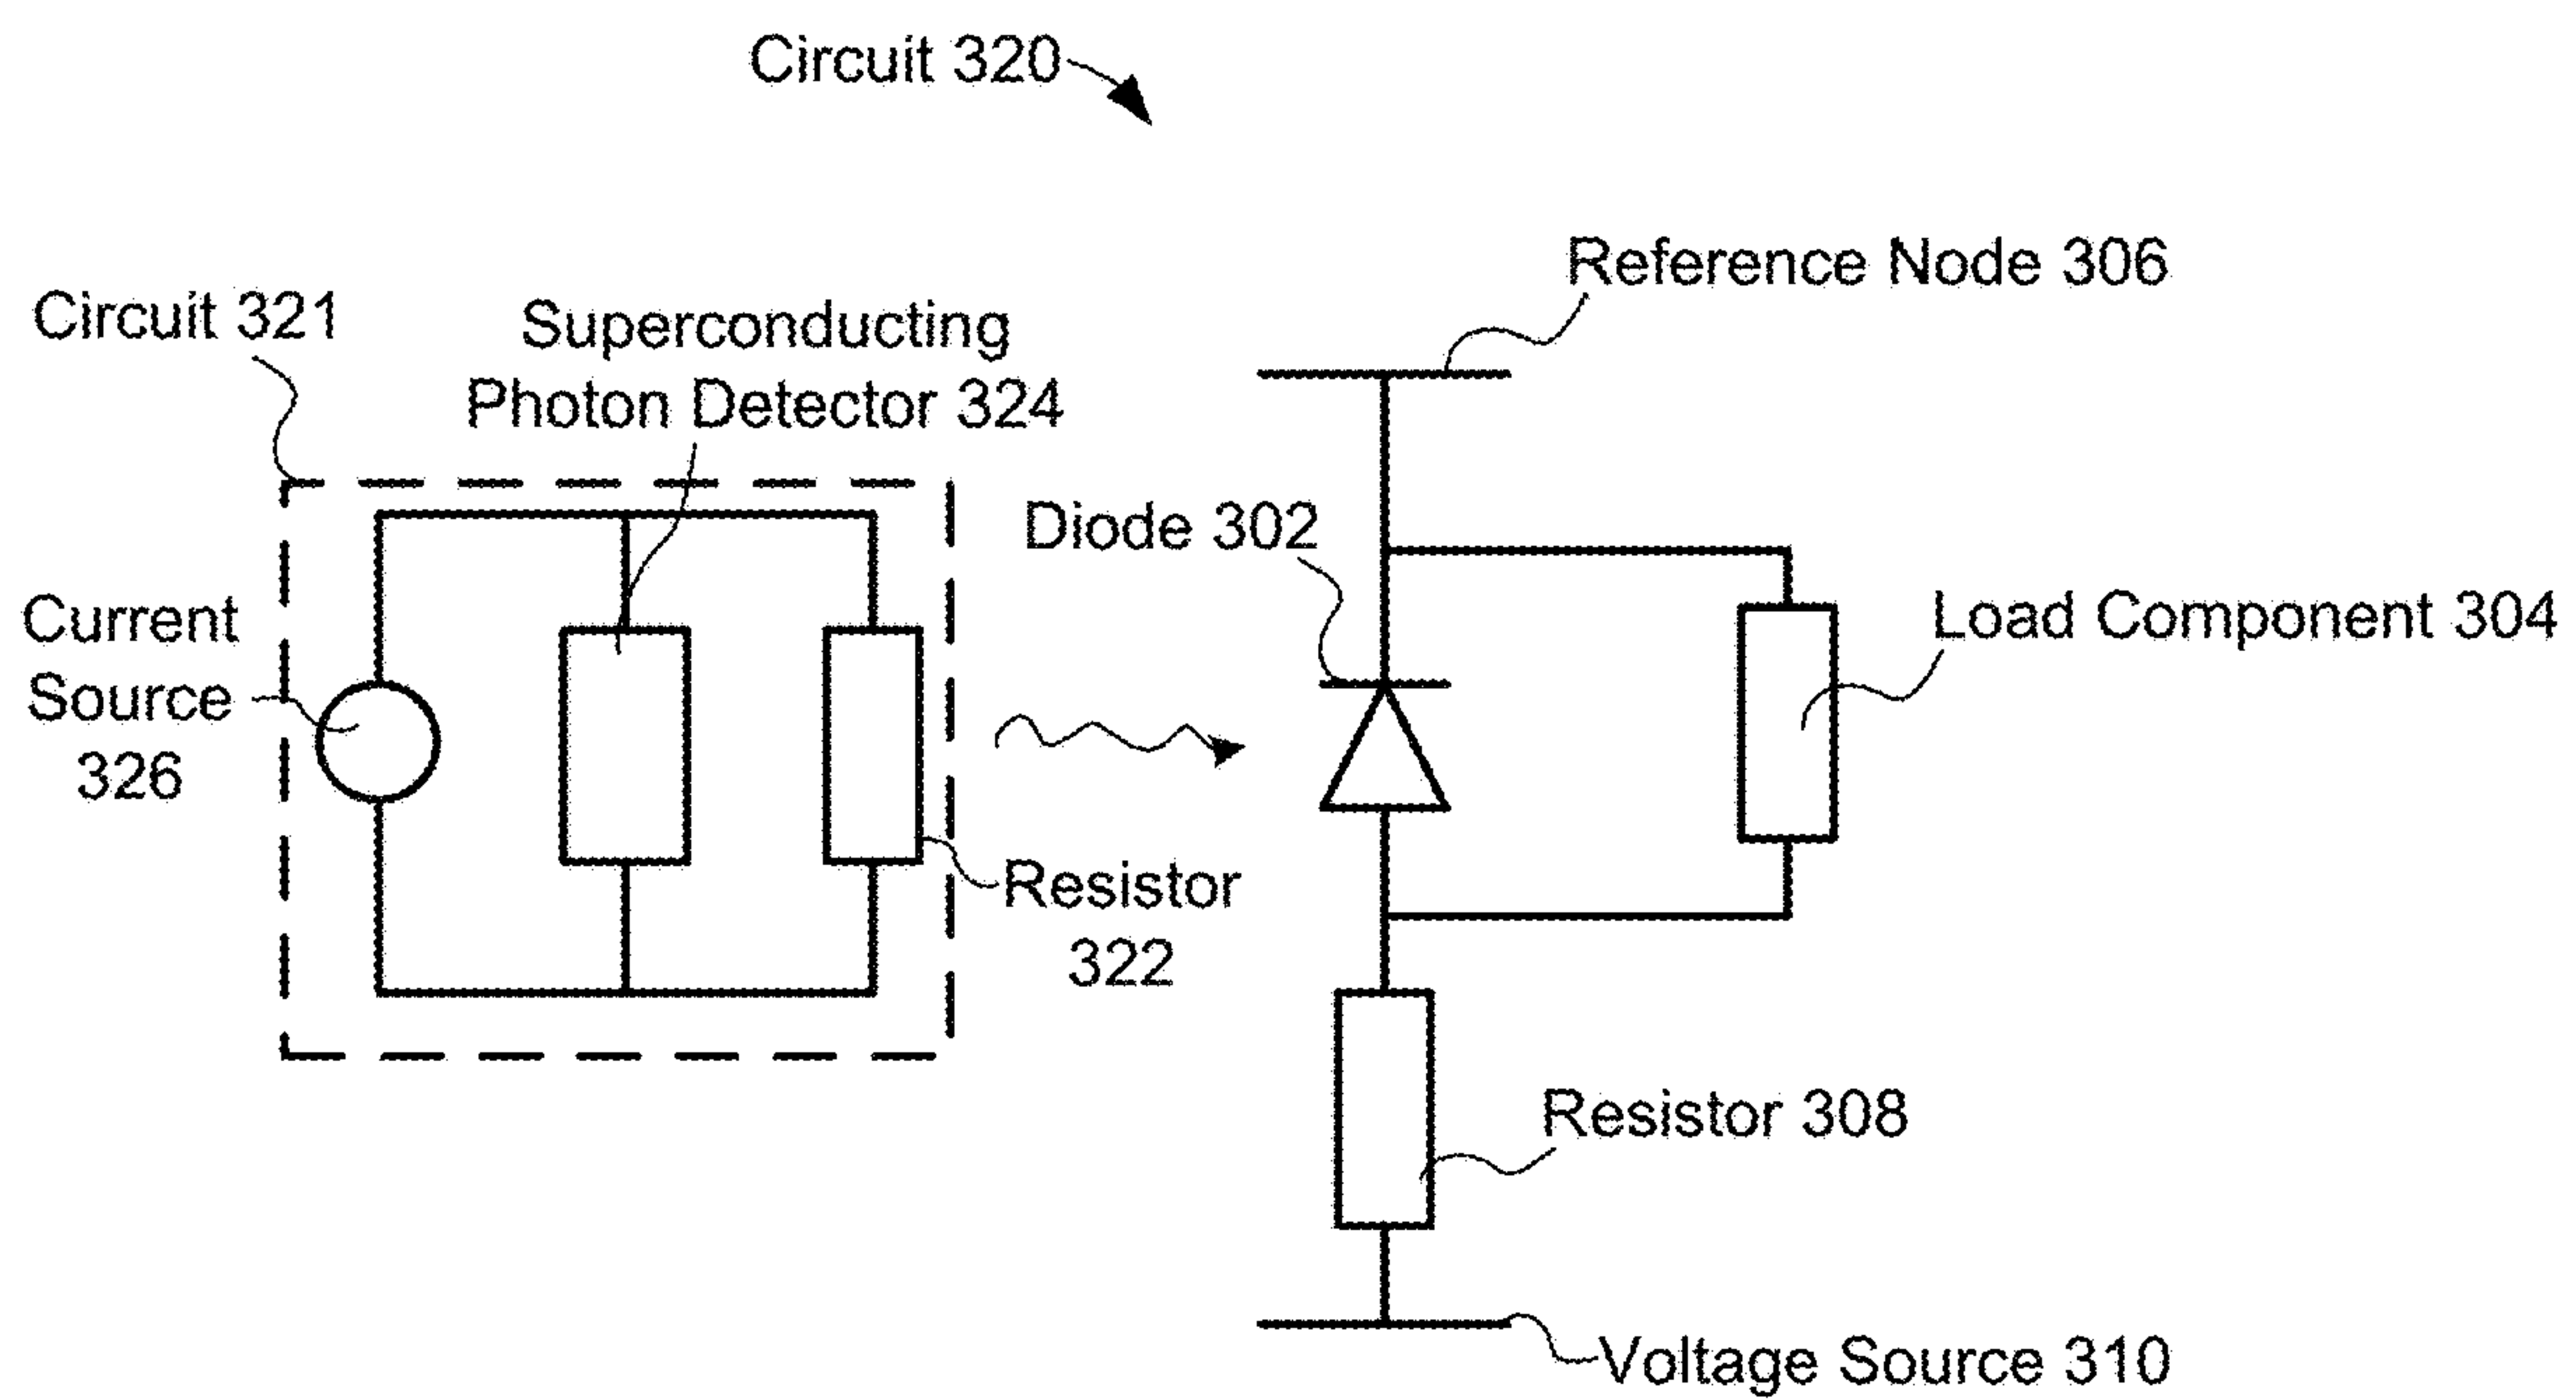 Circuit 320
Reference Node 306
Circuit 321
Superconducting
Photon Detector 324
Diode 302
Current
Source
326
Load Component 304
Resistor
322
Resistor 308
Voltage Source 310